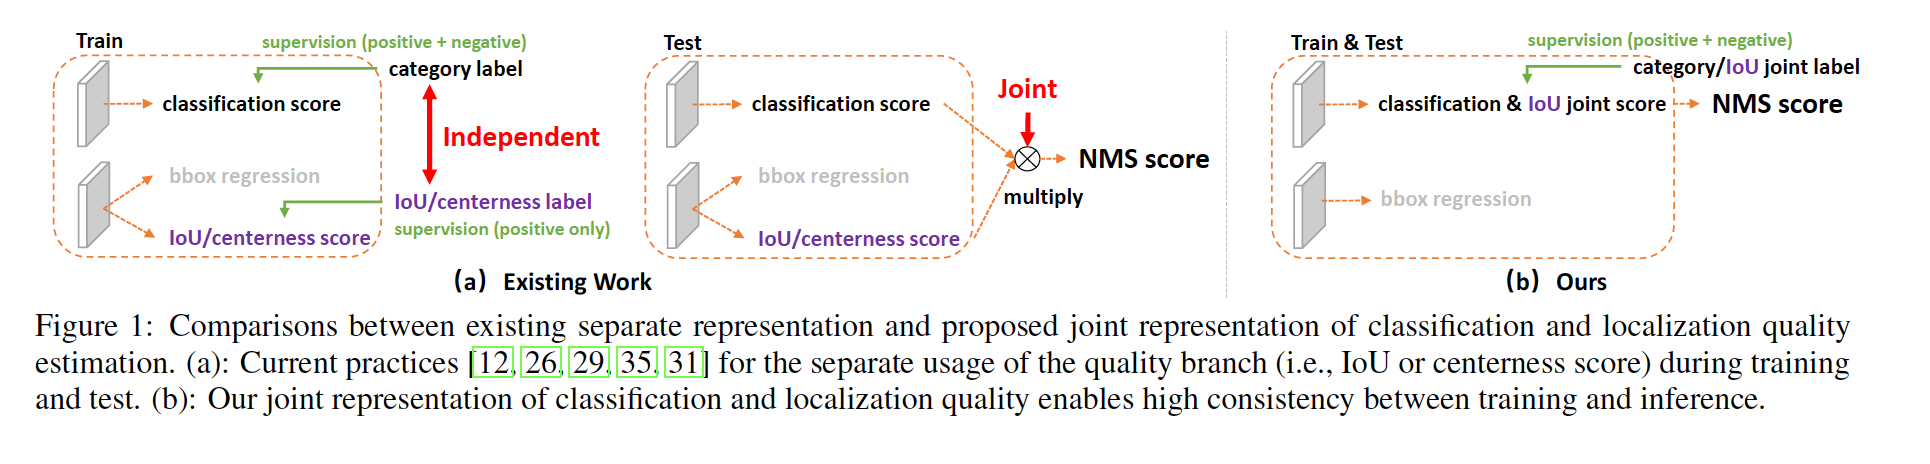 Train
supervision (positive + negative)
category label
classification score
Independent
bbox regression
IoU/centerness label
supervision (positive only)
IoU/centerness score
Test
classification score
Joint
NMS score
multiply
bbox regression
IoU/centerness score
(a) Existing Work
Train & Test
supervision (positive + negative)
category/IoU joint label
classification & IoU joint score
NMS score
bbox regression
(b) Ours
Figure 1: Comparisons between existing separate representation and proposed joint representation of classification and localization quality
estimation. (a): Current practices [12, 26, 29, 35, 31] for the separate usage of the quality branch (i.e., IoU or centerness score) during training
and test. (b): Our joint representation of classification and localization quality enables high consistency between training and inference.